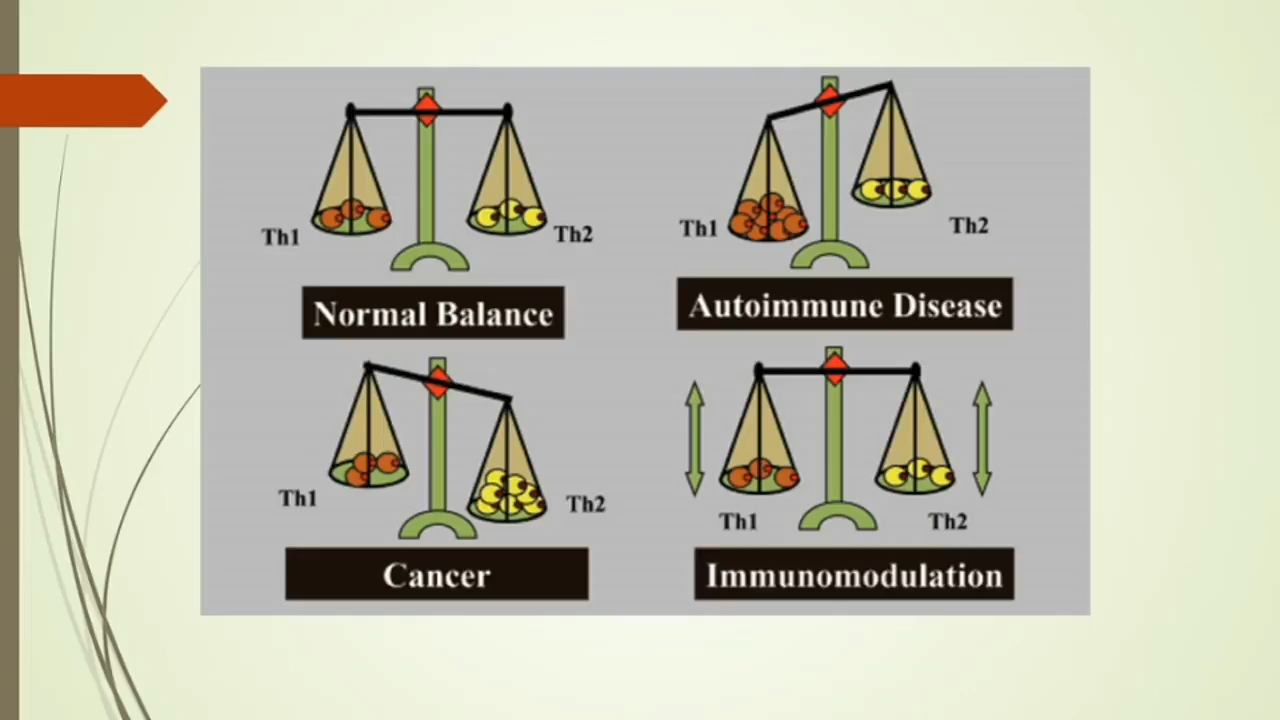 Th1
Th2
Normal Balance
Th1
Th2
Autoimmune Disease
Th1
Th2
Cancer
Th1
Th2
Immunomodulation